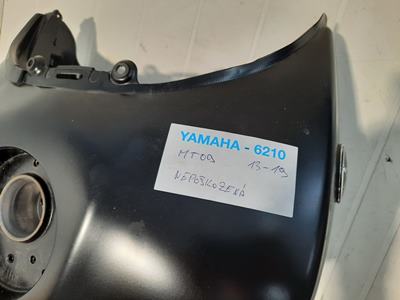 YAMAHA - 6210
MT09 13-19
NEPOŠKOZENÁ